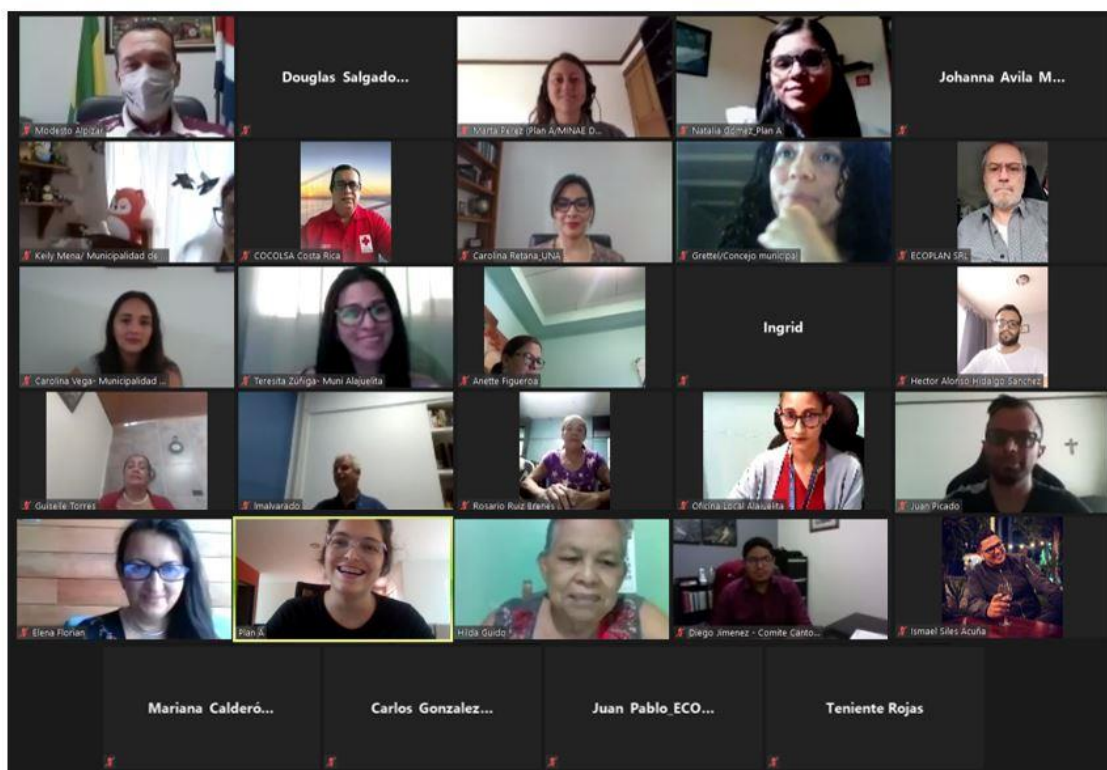 Modesto Alpízar
Douglas Salgado...
Marta Perez (Plan A/MINAE D...
Natalia Gómez_Plan A
Johanna Avila M...
Keily Mena/ Municipalidad de
COCOLSA Costa Rica
Carolina Retana_UNA
Grettel/Concejo municipal
ECOPLAN SRL
Carolina Vega- Municipalidad ...
Teresita Zúñiga- Muni Alajuelita
Anette Figueroa
Ingrid
Hector Alonso Hidalgo Sanchez
Guiselle Torres
lmalvarado
Rosario Ruiz Brenes
Oficina Local Alajuelita
Juan Picado
Elena Florian
Plan A
Hilda Guido
Diego Jimenez - Comite Canto...
Ismael Siles Acuña
Mariana Calderó...
Carlos Gonzalez...
Juan Pablo_ECO...
Teniente Rojas